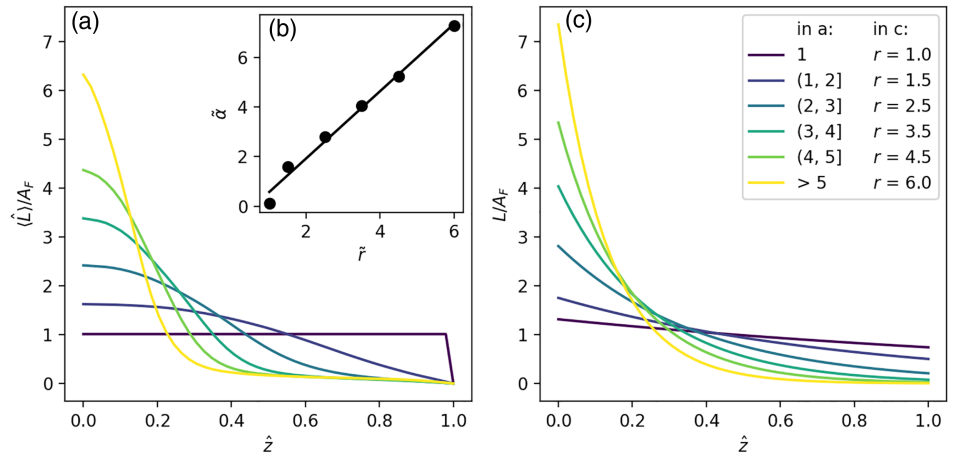 (a)
7
6
5
4
3
2
1
0
⟨L̂⟩/A_F
0.0 0.2 0.4 0.6 0.8 1.0
ẑ
(b)
6
4
2
0
α̃
2 4 6
r̃
(c)
7
6
5
4
3
2
1
0
L/A_F
0.0 0.2 0.4 0.6 0.8 1.0
ẑ
in a: in c:
1 r = 1.0
(1, 2] r = 1.5
(2, 3] r = 2.5
(3, 4] r = 3.5
(4, 5] r = 4.5
> 5 r = 6.0